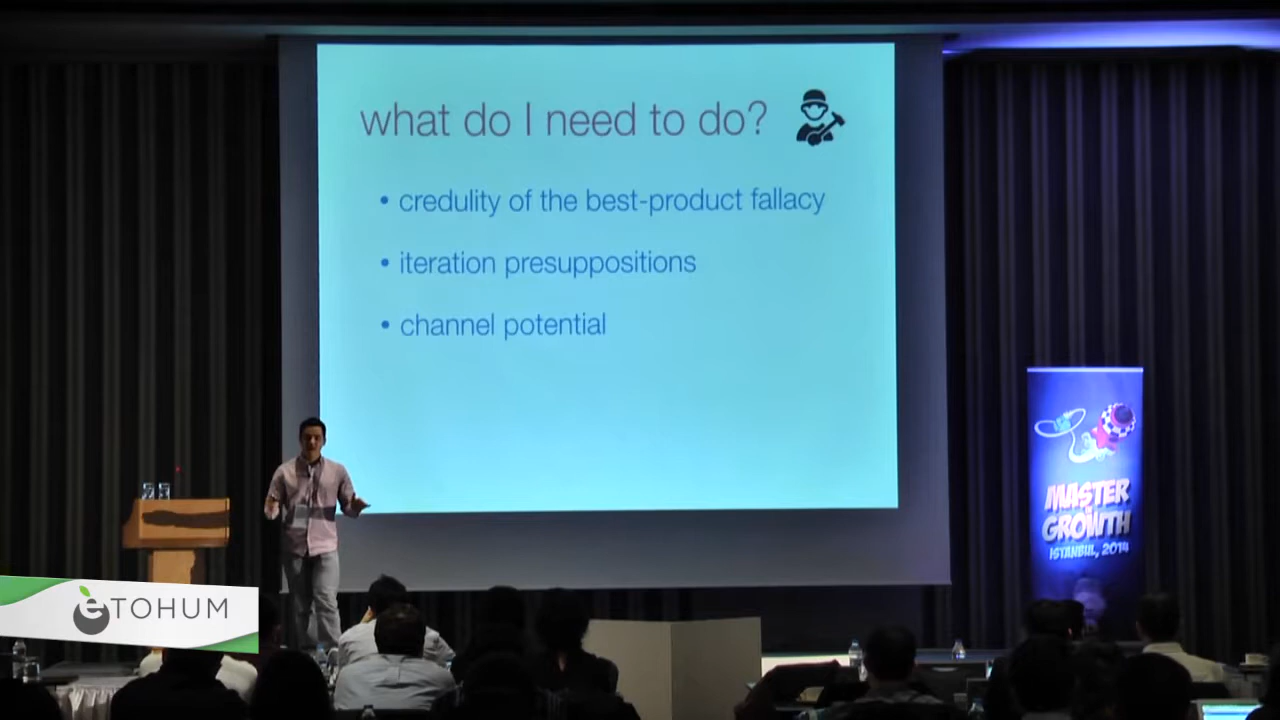 what do I need to do?
• credulity of the best-product fallacy
• iteration presuppositions
• channel potential
MASTER
of
GROWTH
ISTANBUL, 2014
eTOHUM